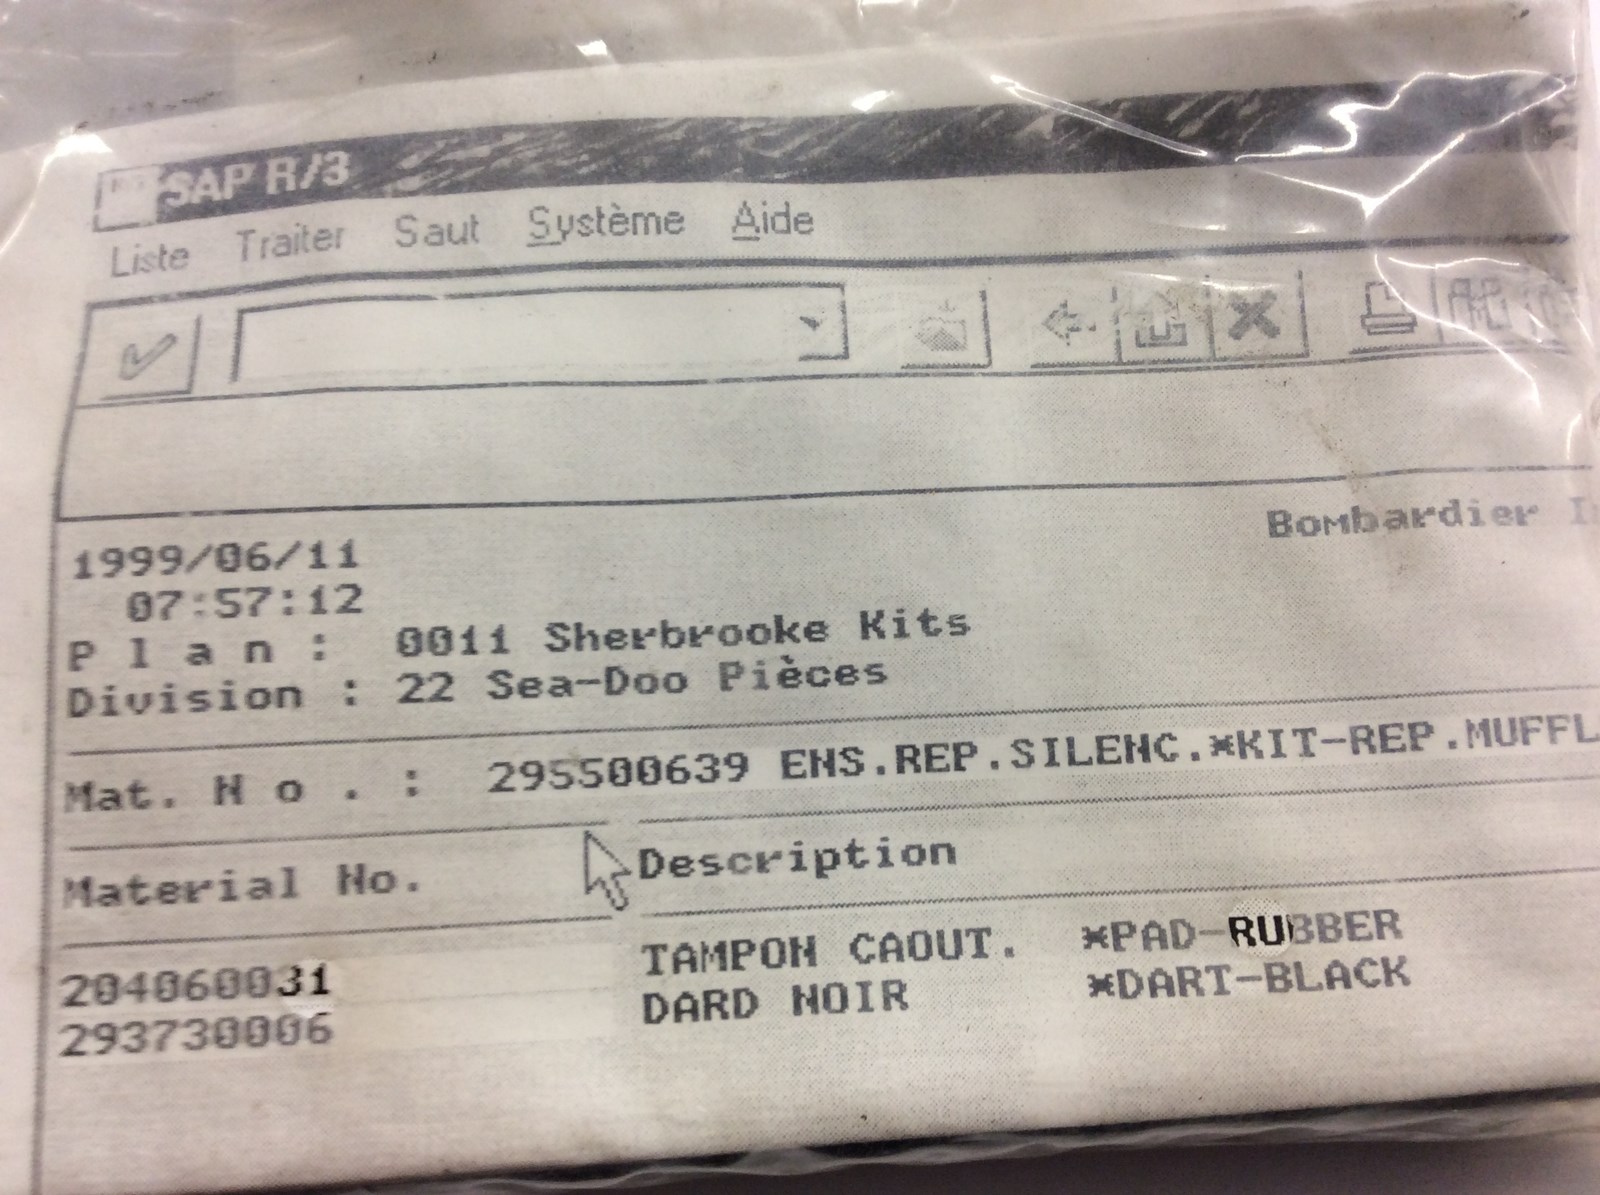 SAP R/3
Liste Traiter Saut Système Aide
Bombardier
1999/06/11
07:57:12
P l a n : 0011 Sherbrooke Kits
Division : 22 Sea-Doo Pièces
Mat. N o . : 295500639 ENS.REP.SILENC.*KIT-REP.MUFFL
Material No. Description
204060031 TAMPON CAOUT. *PAD-RUBBER
293730006 DARD NOIR *DART-BLACK